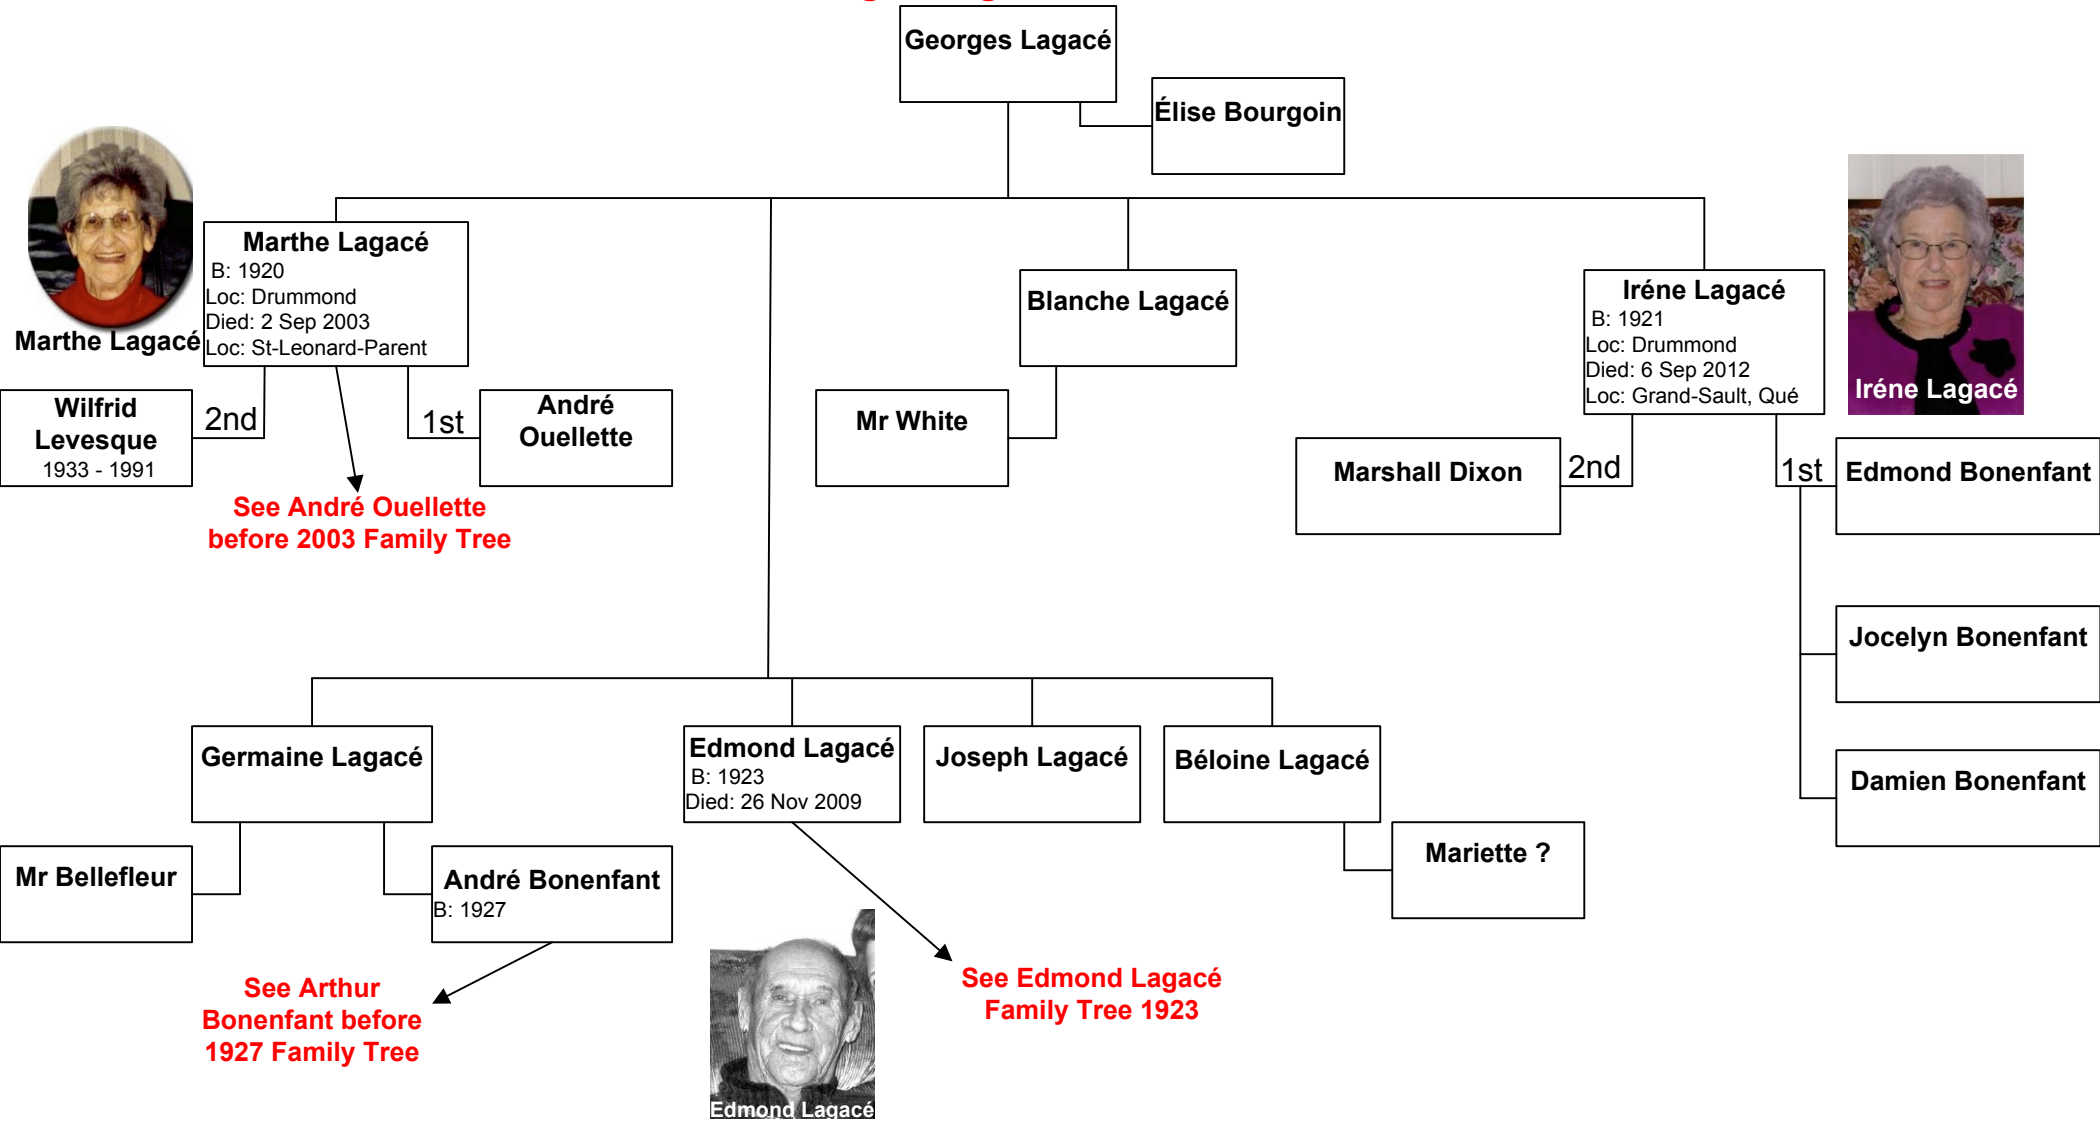 Georges Lagacé
Élise Bourgoin
Marthe Lagacé
Marthe Lagacé
B: 1920
Loc: Drummond
Died: 2 Sep 2003
Loc: St-Leonard-Parent
Blanche Lagacé
Iréne Lagacé
B: 1921
Loc: Drummond
Died: 6 Sep 2012
Loc: Grand-Sault, Qué
Iréne Lagacé
Wilfrid
Levesque
1933 - 1991
2nd
1st
André
Ouellette
Mr White
Marshall Dixon
2nd
1st
Edmond Bonenfant
See André Ouellette
before 2003 Family Tree
Jocelyn Bonenfant
Damien Bonenfant
Germaine Lagacé
Edmond Lagacé
B: 1923
Died: 26 Nov 2009
Joseph Lagacé
Béloine Lagacé
Mr Bellefleur
André Bonenfant
B: 1927
Mariette ?
See Arthur
Bonenfant before
1927 Family Tree
See Edmond Lagacé
Family Tree 1923
Edmond Lagacé